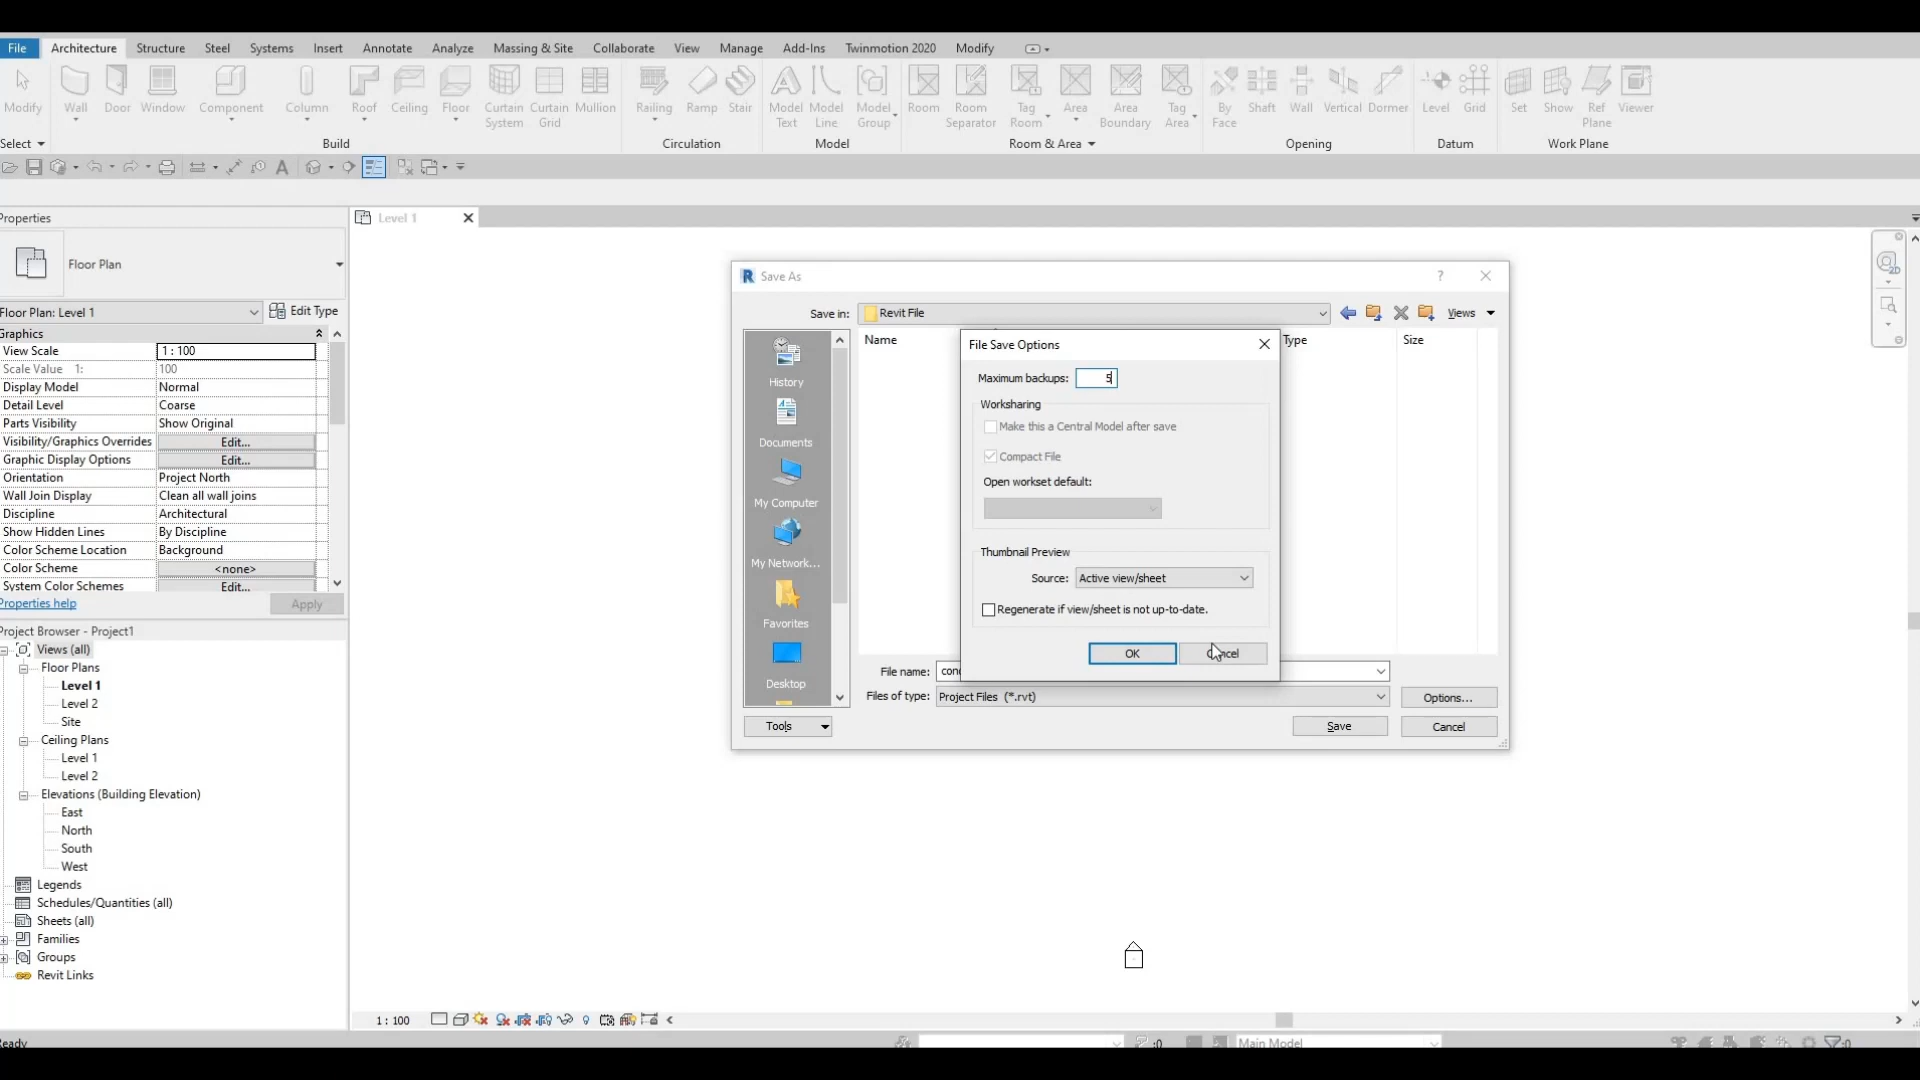 File Architecture Structure Steel Systems Insert Annotate Analyze Massing & Site Collaborate View Manage Add-Ins Twinmotion 2020 Modify
Modify Wall Door Window Component Column Roof Ceiling Floor Curtain System Curtain Grid Mullion Railing Ramp Stair Model Text Model Line Model Group Room Room Separator Tag Room Area Area Boundary Tag Area By Face Shaft Wall Vertical Dormer Level Grid Set Show Ref Plane Viewer
Select Build Circulation Model Room & Area Opening Datum Work Plane
Properties
Level 1
Floor Plan
Floor Plan: Level 1 Edit Type
Graphics
View Scale 1 : 100
Scale Value 1: 100
Display Model Normal
Detail Level Coarse
Parts Visibility Show Original
Visibility/Graphics Overrides Edit...
Graphic Display Options Edit...
Orientation Project North
Wall Join Display Clean all wall joins
Discipline Architectural
Show Hidden Lines By Discipline
Color Scheme Location Background
Color Scheme <none>
System Color Schemes Edit...
Properties help Apply
Project Browser - Project1
Views (all)
Floor Plans
Level 1
Level 2
Site
Ceiling Plans
Level 1
Level 2
Elevations (Building Elevation)
East
North
South
West
Legends
Schedules/Quantities (all)
Sheets (all)
Families
Groups
Revit Links
Save As
Save in: Revit File Views
Name Type Size
History
Documents
My Computer
My Network...
Favorites
Desktop
File Save Options
Maximum backups: 5
Worksharing
Make this a Central Model after save
Compact File
Open workset default:
Thumbnail Preview
Source: Active view/sheet
Regenerate if view/sheet is not up-to-date.
OK
File name:
Files of type: Project Files (*.rvt) Options...
Tools Save Cancel
1 : 100
:0 Main Model :0